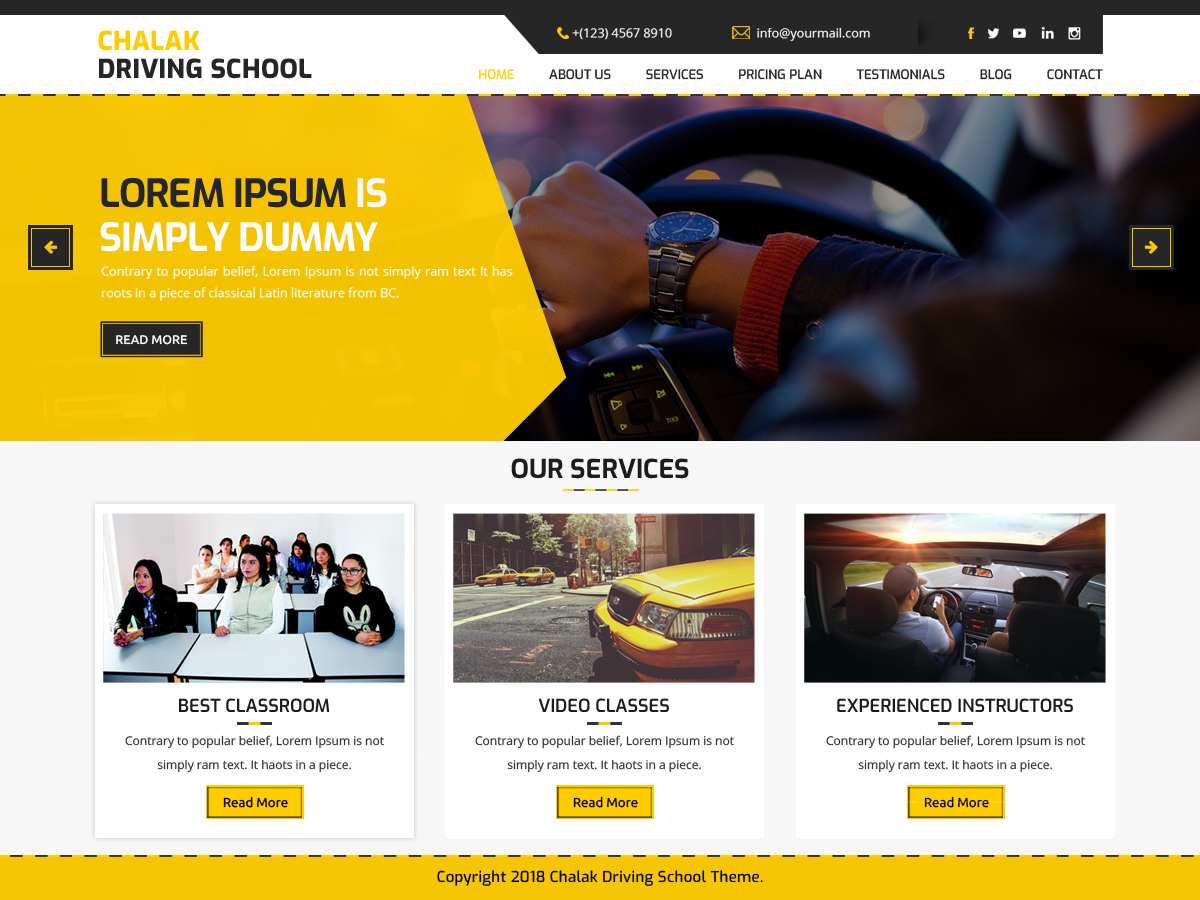 CHALAK
DRIVING SCHOOL
+(123) 4567 8910
info@yourmail.com
HOME ABOUT US SERVICES PRICING PLAN TESTIMONIALS BLOG CONTACT
LOREM IPSUM IS
SIMPLY DUMMY
Contrary to popular belief, Lorem Ipsum is not simply ram text It has
roots in a piece of classical Latin literature from BC.
READ MORE
OUR SERVICES
BEST CLASSROOM
Contrary to popular belief, Lorem Ipsum is not
simply ram text. It haots in a piece.
Read More
VIDEO CLASSES
Contrary to popular belief, Lorem Ipsum is not
simply ram text. It haots in a piece.
Read More
EXPERIENCED INSTRUCTORS
Contrary to popular belief, Lorem Ipsum is not
simply ram text. It haots in a piece.
Read More
Copyright 2018 Chalak Driving School Theme.